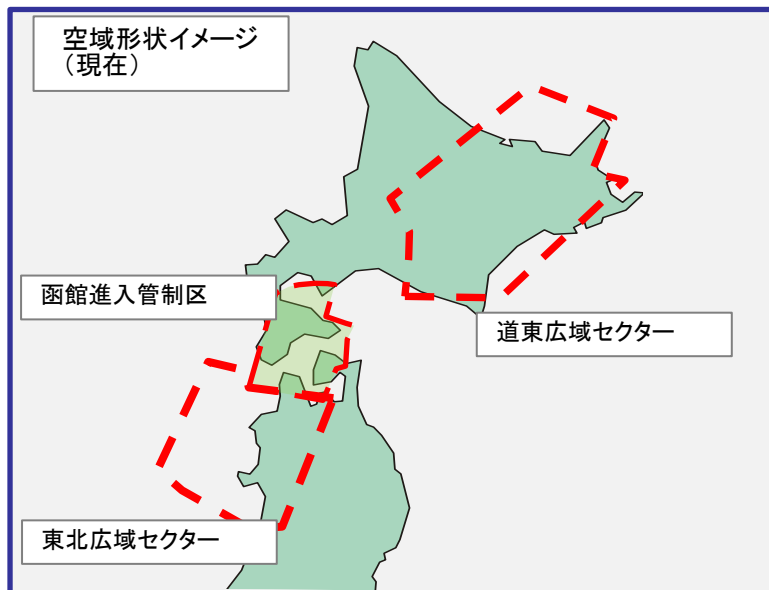 空域形状イメージ
（現在）
函館進入管制区
道東広域セクター
東北広域セクター